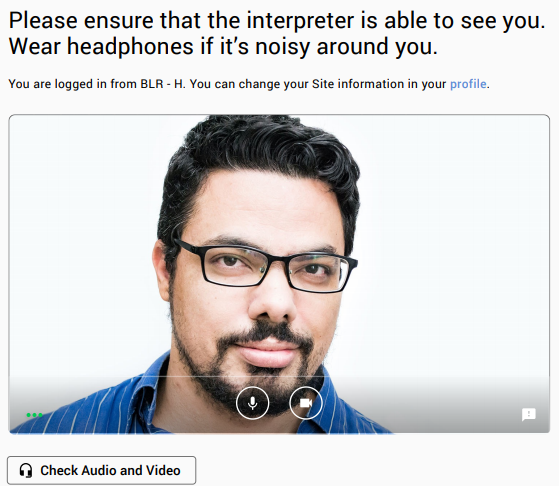 Please ensure that the interpreter is able to see you.
Wear headphones if it's noisy around you.
You are logged in from BLR - H. You can change your Site information in your profile.
Check Audio and Video